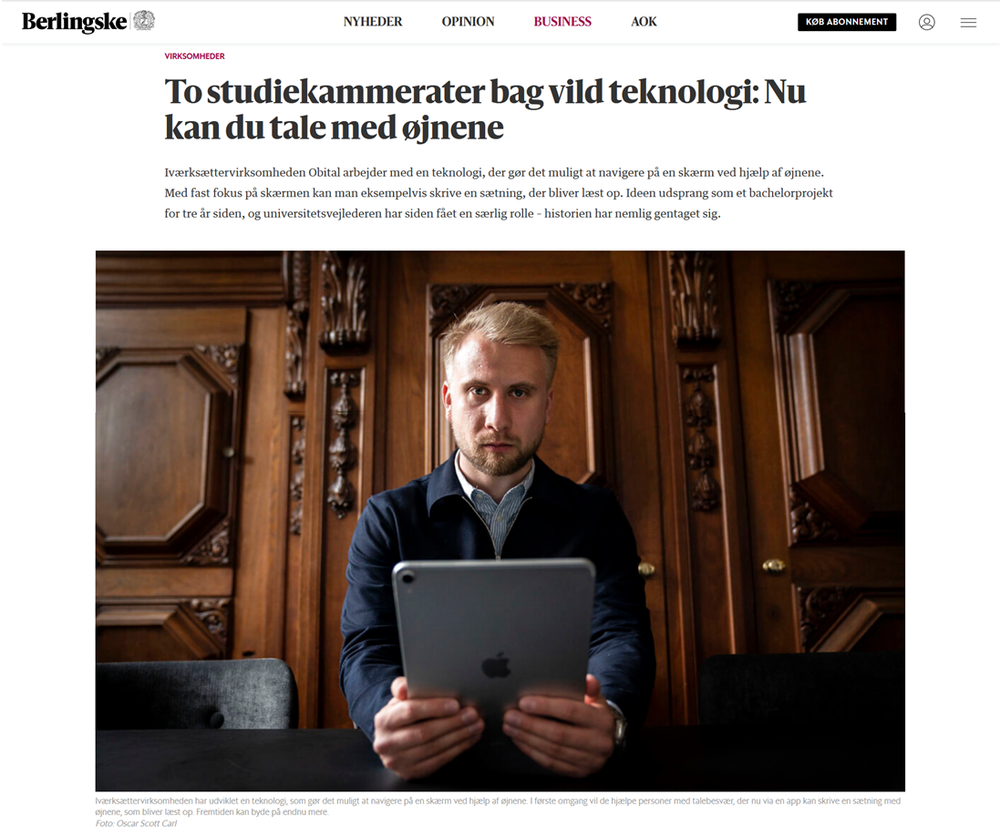 Berlingske
NYHEDER
OPINION
BUSINESS
AOK
KØB ABONNEMENT
VIRKSOMHEDER
To studiekammerater bag vild teknologi: Nu
kan du tale med øjnene
Iværksættervirksomheden Obital arbejder med en teknologi, der gør det muligt at navigere på en skærm ved hjælp af øjnene.
Med fast fokus på skærmen kan man eksempelvis skrive en sætning, der bliver læst op. Ideen udsprang som et bachelorprojekt
for tre år siden, og universitetsvejlederen har siden fået en særlig rolle – historien har nemlig gentaget sig.
Iværksættervirksomheden har udviklet en teknologi, som gør det muligt at navigere på en skærm ved hjælp af øjnene. I første omgang vil de hjælpe personer med talebesvær, der nu via en app kan skrive en sætning med
øjnene, som bliver læst op. Fremtiden kan byde på endnu mere.
Foto: Oscar Scott Carl